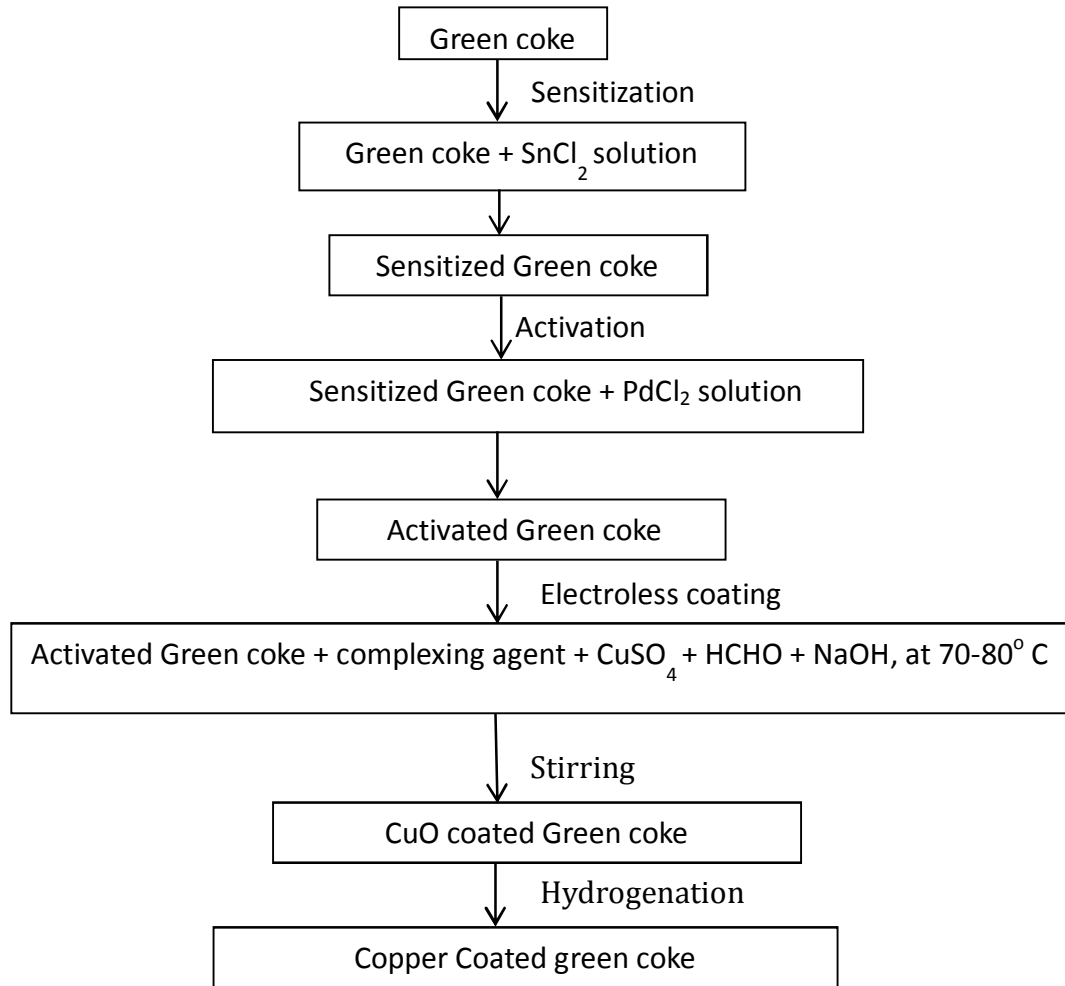 Green coke
Sensitization
Green coke + SnCl₂ solution
Sensitized Green coke
Activation
Sensitized Green coke + PdCl₂ solution
Activated Green coke
Electroless coating
Activated Green coke + complexing agent + CuSO₄ + HCHO + NaOH, at 70-80° C
Stirring
CuO coated Green coke
Hydrogenation
Copper Coated green coke